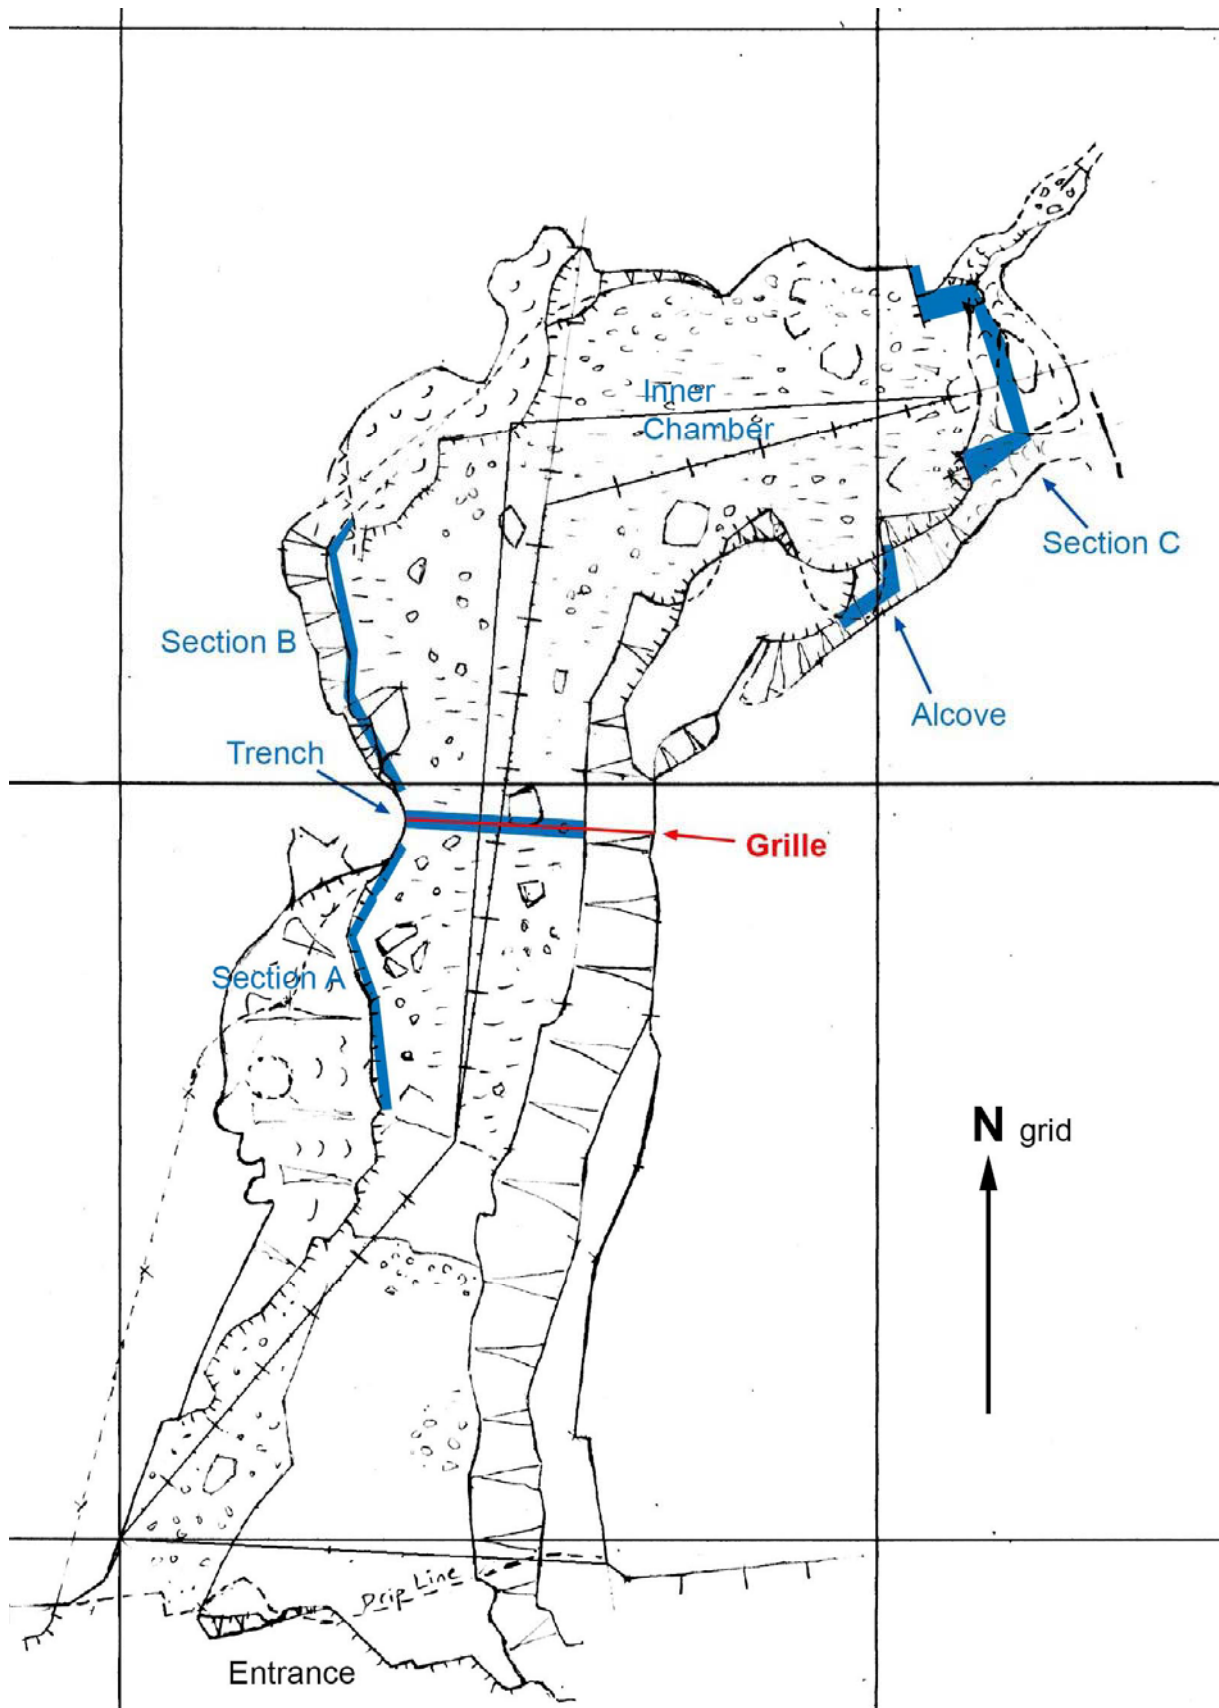 Inner
Chamber
Section C
Section B
Alcove
Trench
Grille
Section A
N grid
Drip Line
Entrance